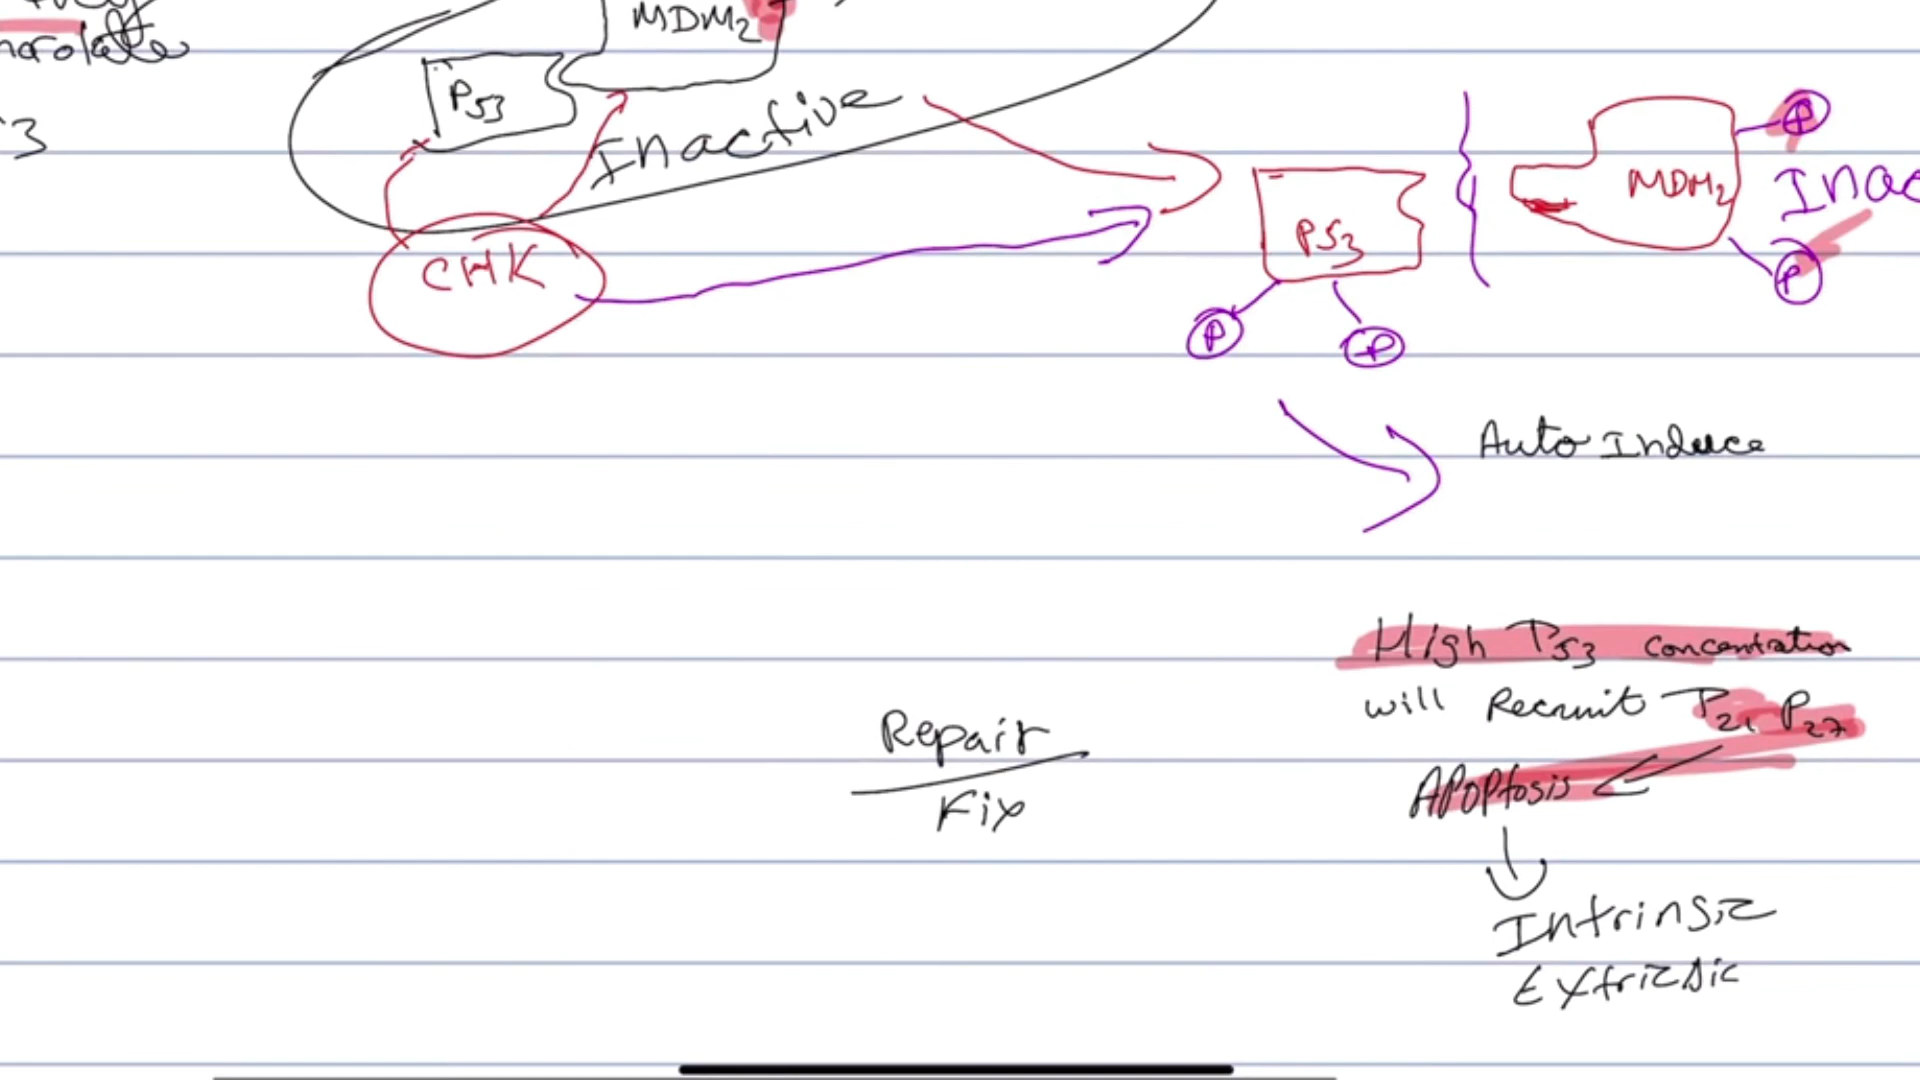 MDM2
P53
Inactive
3
CHK
P53
MDM2
P
Inac
P
P
P
Auto Induce
High P53 concentration
will Recruit P21 P27
Repair
Fix
APoptosis
Intrinsic